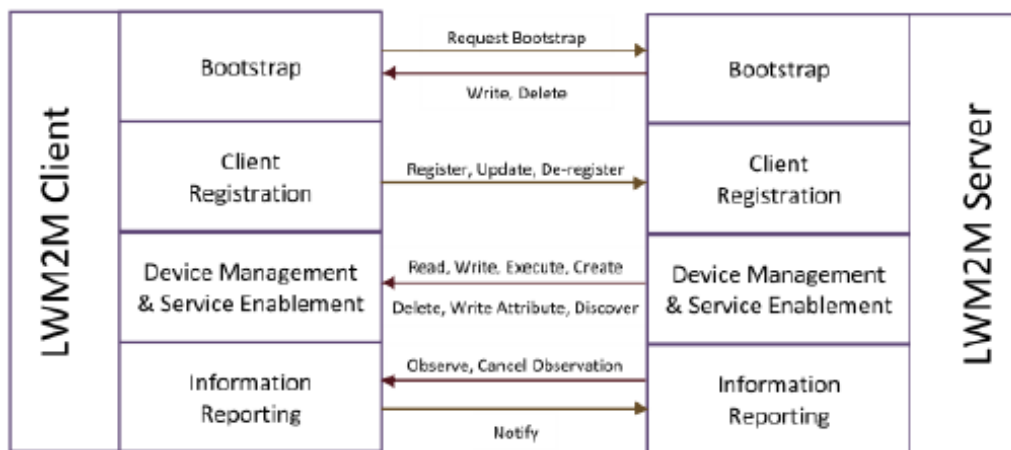 LWM2M Client
Bootstrap
Request Bootstrap
Write, Delete
Bootstrap
Client
Registration
Register, Update, De-register
Client
Registration
Device Management
& Service Enablement
Read, Write, Execute, Create
Delete, Write Attribute, Discover
Device Management
& Service Enablement
Information
Reporting
Observe, Cancel Observation
Notify
Information
Reporting
LWM2M Server